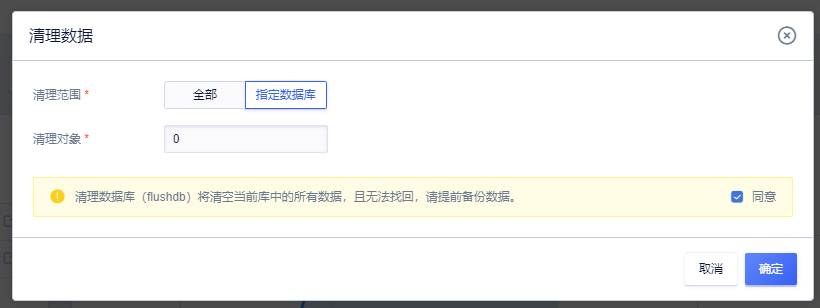 清理数据
清理范围 * 全部 指定数据库
清理对象 * 0
清理数据库（flushdb）将清空当前库中的所有数据，且无法找回，请提前备份数据。 同意
取消 确定